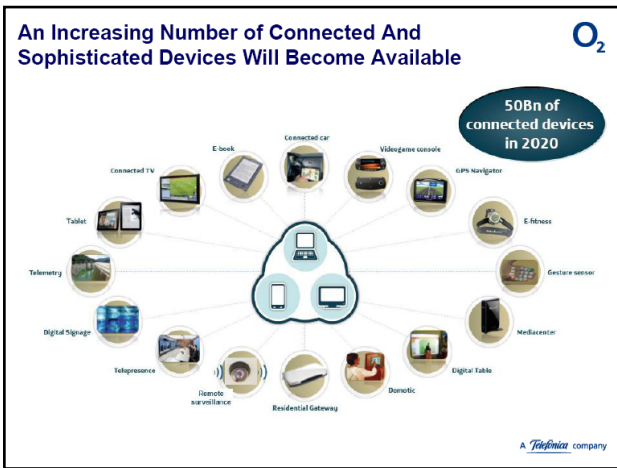 An Increasing Number of Connected And
Sophisticated Devices Will Become Available
O2
50Bn of
connected devices
in 2020
Connected car
E-book
Videogame console
Connected TV
GPS Navigator
Tablet
E-fitness
Telemetry
Gesture sensor
Digital Signage
Mediacenter
Telepresence
Digital Table
Remote
surveillance
Domotic
Residential Gateway
A Telefónica company